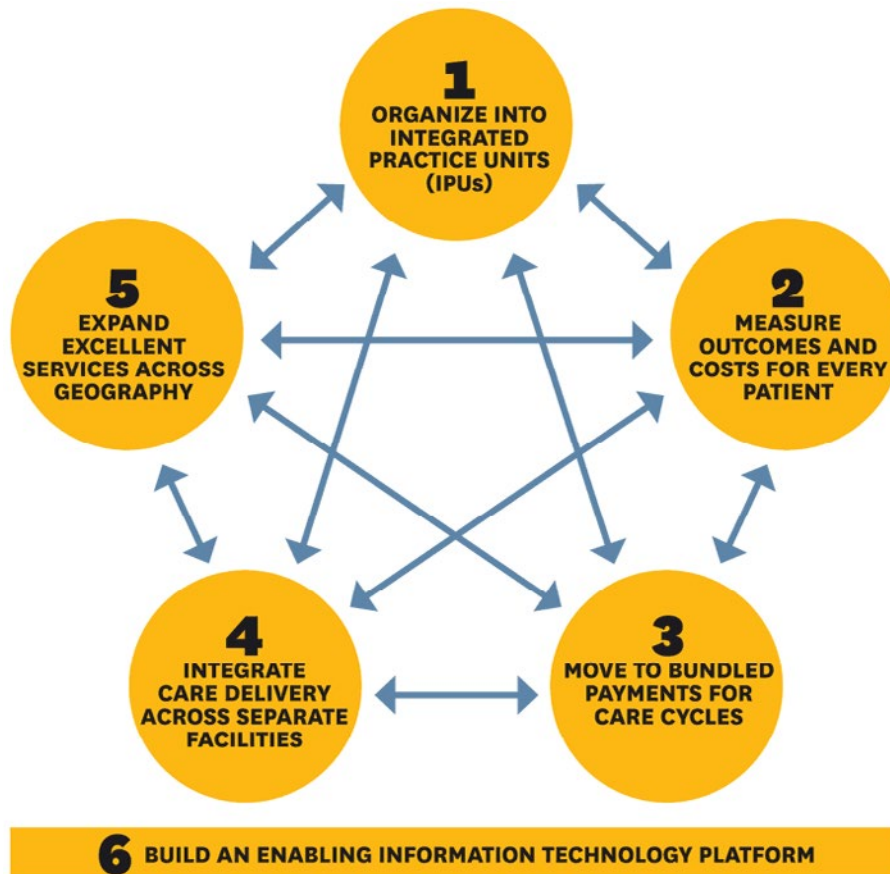 1
ORGANIZE INTO
INTEGRATED
PRACTICE UNITS
(IPUs)
2
MEASURE
OUTCOMES AND
COSTS FOR EVERY
PATIENT
3
MOVE TO BUNDLED
PAYMENTS FOR
CARE CYCLES
4
INTEGRATE
CARE DELIVERY
ACROSS SEPARATE
FACILITIES
5
EXPAND
EXCELLENT
SERVICES ACROSS
GEOGRAPHY
6 BUILD AN ENABLING INFORMATION TECHNOLOGY PLATFORM